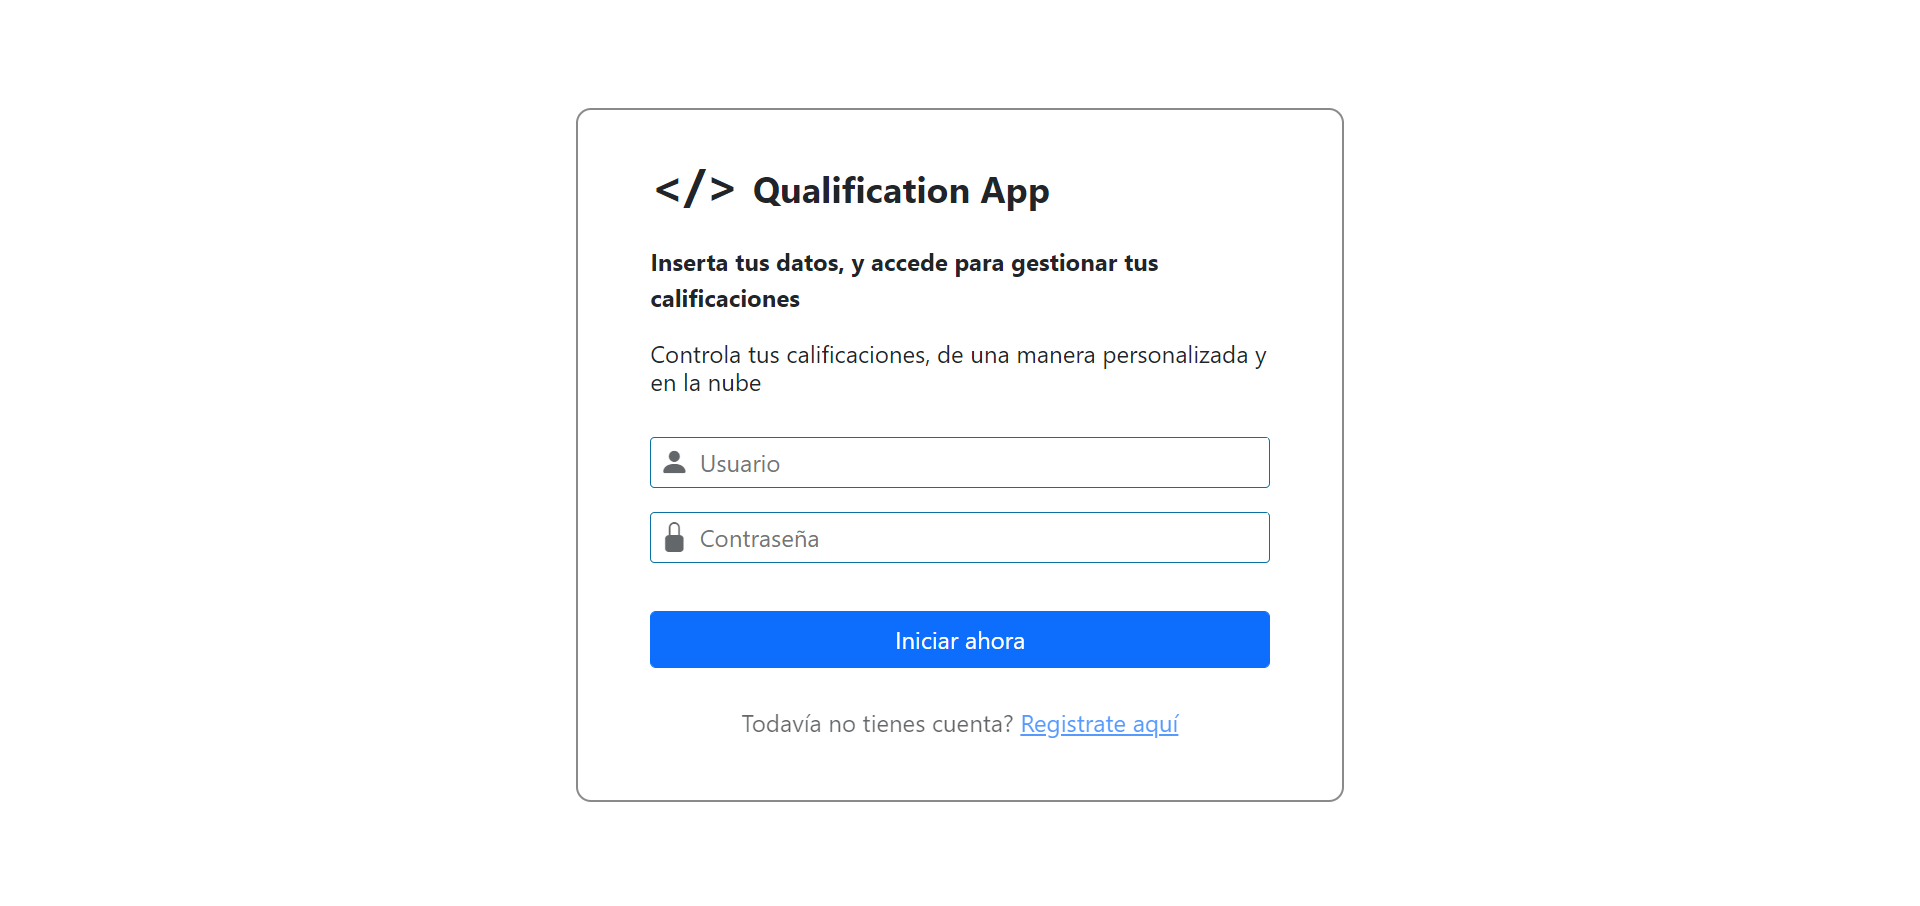 </> Qualification App
Inserta tus datos, y accede para gestionar tus
calificaciones
Controla tus calificaciones, de una manera personalizada y
en la nube
Usuario
Contraseña
Iniciar ahora
Todavía no tienes cuenta? Registrate aquí